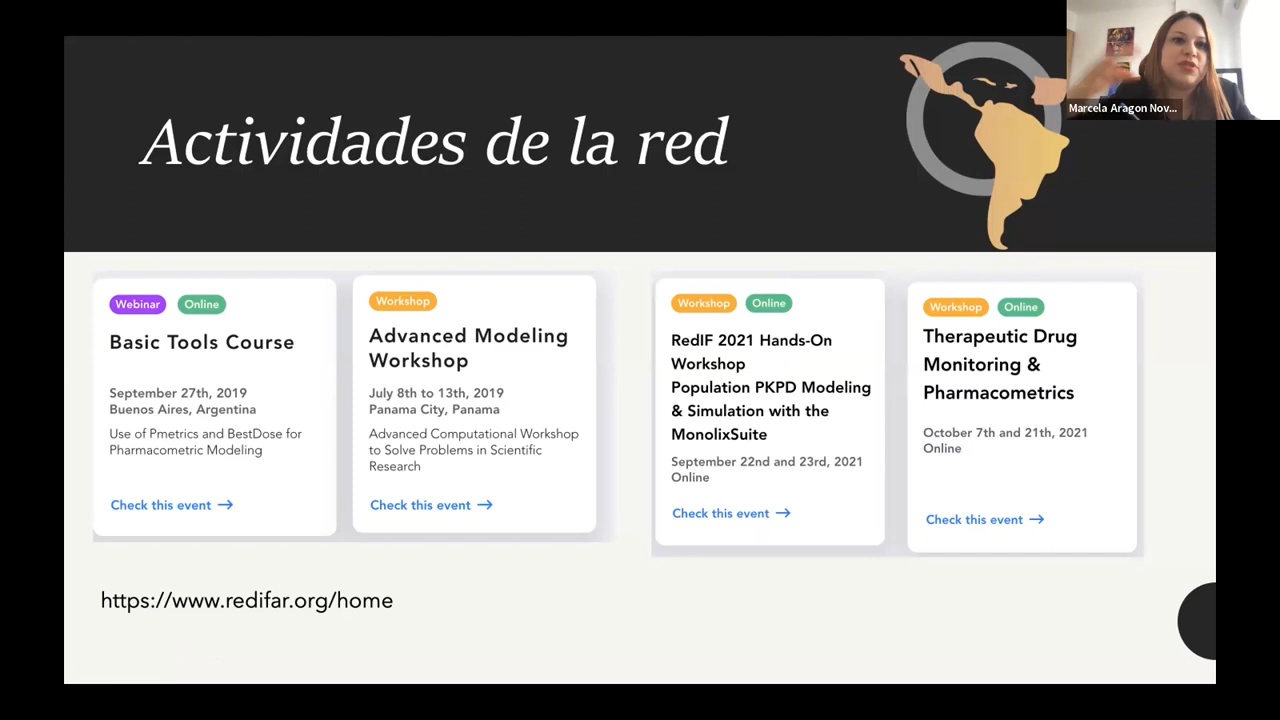 Actividades de la red
Marcela Aragon Nov...
Webinar
Online
Basic Tools Course
September 27th, 2019
Buenos Aires, Argentina
Use of Pmetrics and BestDose for
Pharmacometric Modeling
Check this event →
Workshop
Advanced Modeling
Workshop
July 8th to 13th, 2019
Panama City, Panama
Advanced Computational Workshop
to Solve Problems in Scientific
Research
Check this event →
Workshop
Online
RedIF 2021 Hands-On
Workshop
Population PKPD Modeling
& Simulation with the
MonolixSuite
September 22nd and 23rd, 2021
Online
Check this event →
Workshop
Online
Therapeutic Drug
Monitoring &
Pharmacometrics
October 7th and 21th, 2021
Online
Check this event →
https://www.redifar.org/home